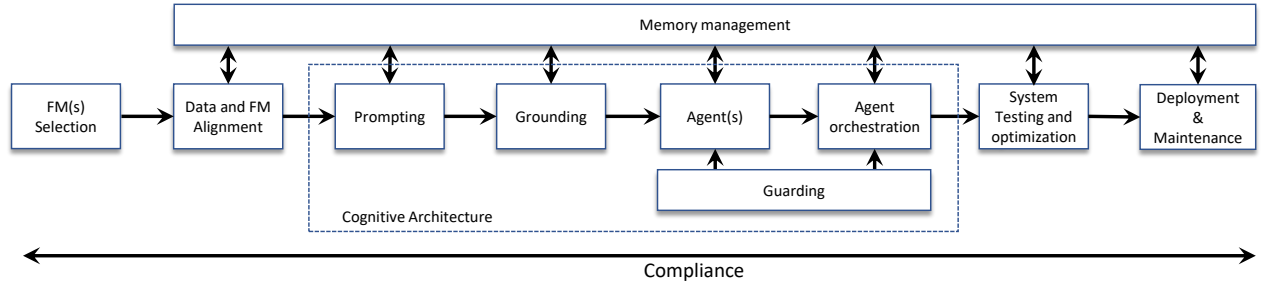 Memory management
FM(s)
Selection
Data and FM
Alignment
Prompting
Grounding
Agent(s)
Agent
orchestration
System
Testing and
optimization
Deployment
&
Maintenance
Guarding
Cognitive Architecture
Compliance